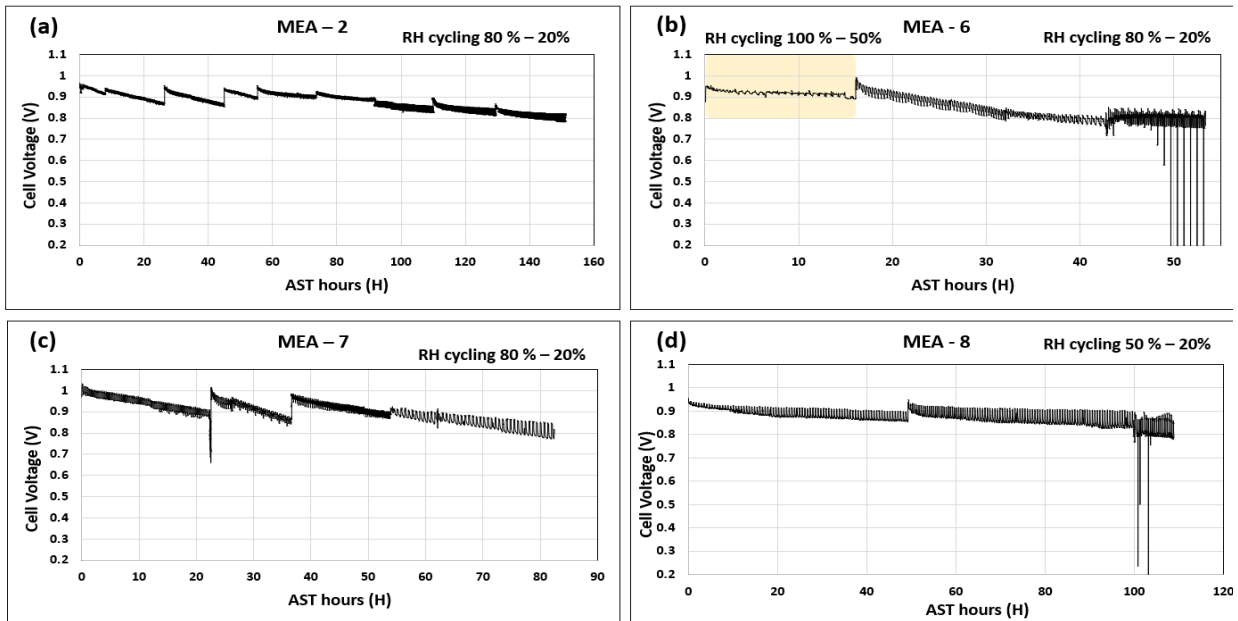 (a)
MEA – 2
RH cycling 80 % – 20%
1.1
1
0.9
0.8
0.7
0.6
0.5
0.4
0.3
0.2
Cell Voltage (V)
0 20 40 60 80 100 120 140 160
AST hours (H)
(b)
RH cycling 100 % – 50%
MEA - 6
RH cycling 80 % – 20%
1.1
1
0.9
0.8
0.7
0.6
0.5
0.4
0.3
0.2
Cell Voltage (V)
0 10 20 30 40 50
AST hours (H)
(c)
MEA – 7
RH cycling 80 % – 20%
1.1
1
0.9
0.8
0.7
0.6
0.5
0.4
0.3
0.2
Cell Voltage (V)
0 10 20 30 40 50 60 70 80 90
AST hours (H)
(d)
MEA - 8
RH cycling 50 % – 20%
1.1
1
0.9
0.8
0.7
0.6
0.5
0.4
0.3
0.2
Cell Voltage (V)
0 20 40 60 80 100 120
AST hours (H)